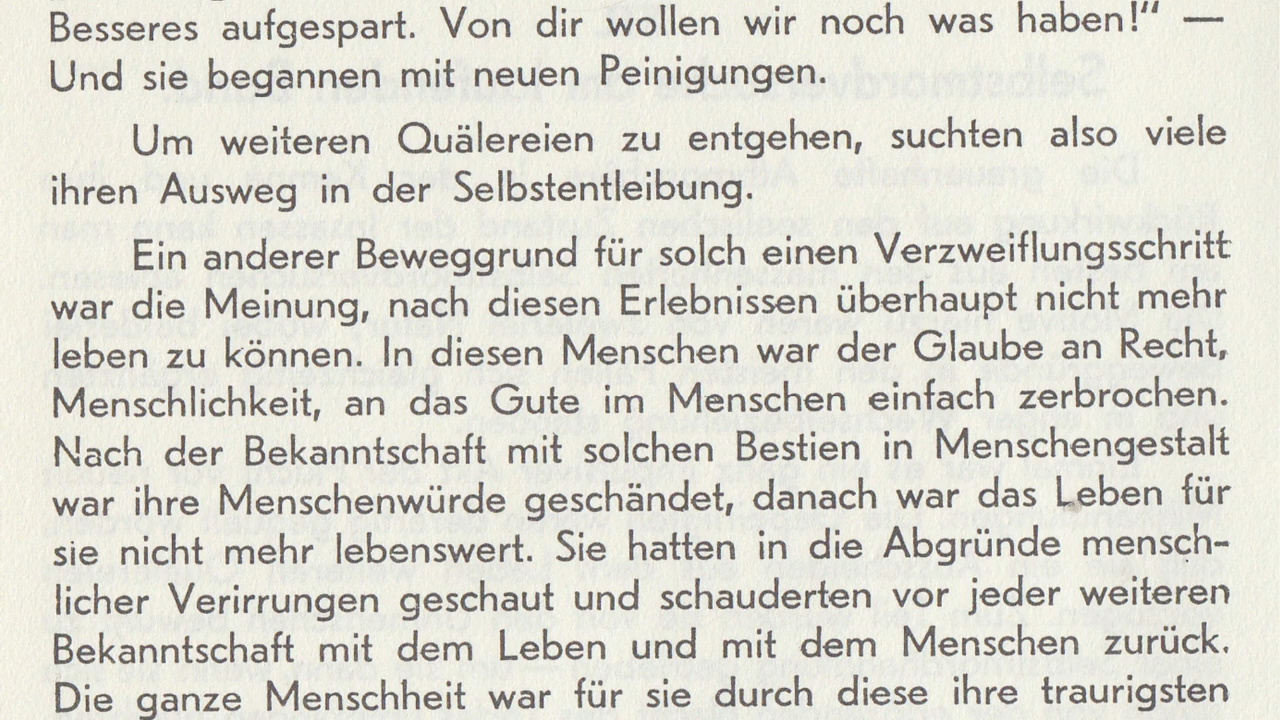 Besseres aufgespart. Von dir wollen wir noch was haben!“ —
Und sie begannen mit neuen Peinigungen.
Um weiteren Quälereien zu entgehen, suchten also viele
ihren Ausweg in der Selbstentleibung.
Ein anderer Beweggrund für solch einen Verzweiflungsschritt
war die Meinung, nach diesen Erlebnissen überhaupt nicht mehr
leben zu können. In diesen Menschen war der Glaube an Recht,
Menschlichkeit, an das Gute im Menschen einfach zerbrochen.
Nach der Bekanntschaft mit solchen Bestien in Menschengestalt
war ihre Menschenwürde geschändet, danach war das Leben für
sie nicht mehr lebenswert. Sie hatten in die Abgründe mensch-
licher Verirrungen geschaut und schauderten vor jeder weiteren
Bekanntschaft mit dem Leben und mit dem Menschen zurück.
Die ganze Menschheit war für sie durch diese ihre traurigsten